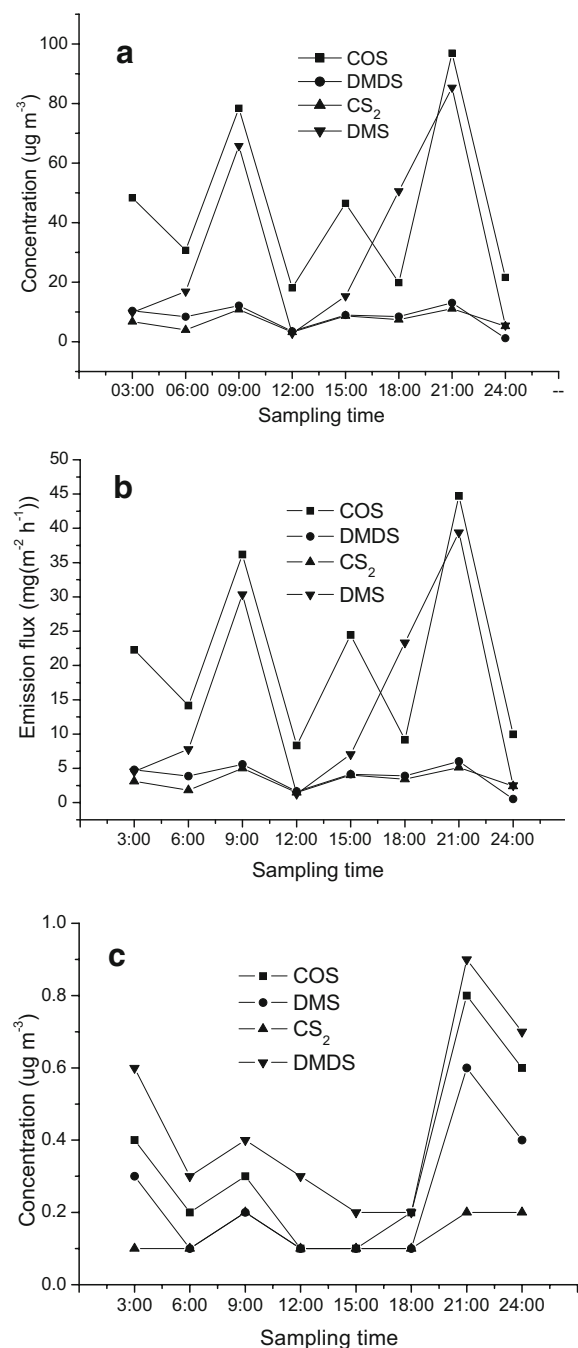 a
COS
DMDS
CS₂
DMS
Concentration (ug m⁻³)
100
80
60
40
20
0
03:00 06:00 09:00 12:00 15:00 18:00 21:00 24:00 --
Sampling time
b
COS
DMDS
CS₂
DMS
Emission flux (mg(m⁻² h⁻¹))
50
45
40
35
30
25
20
15
10
5
0
3:00 6:00 9:00 12:00 15:00 18:00 21:00 24:00
Sampling time
c
COS
DMS
CS₂
DMDS
Concentration (ug m⁻³)
1.0
0.8
0.6
0.4
0.2
0.0
3:00 6:00 9:00 12:00 15:00 18:00 21:00 24:00
Sampling time